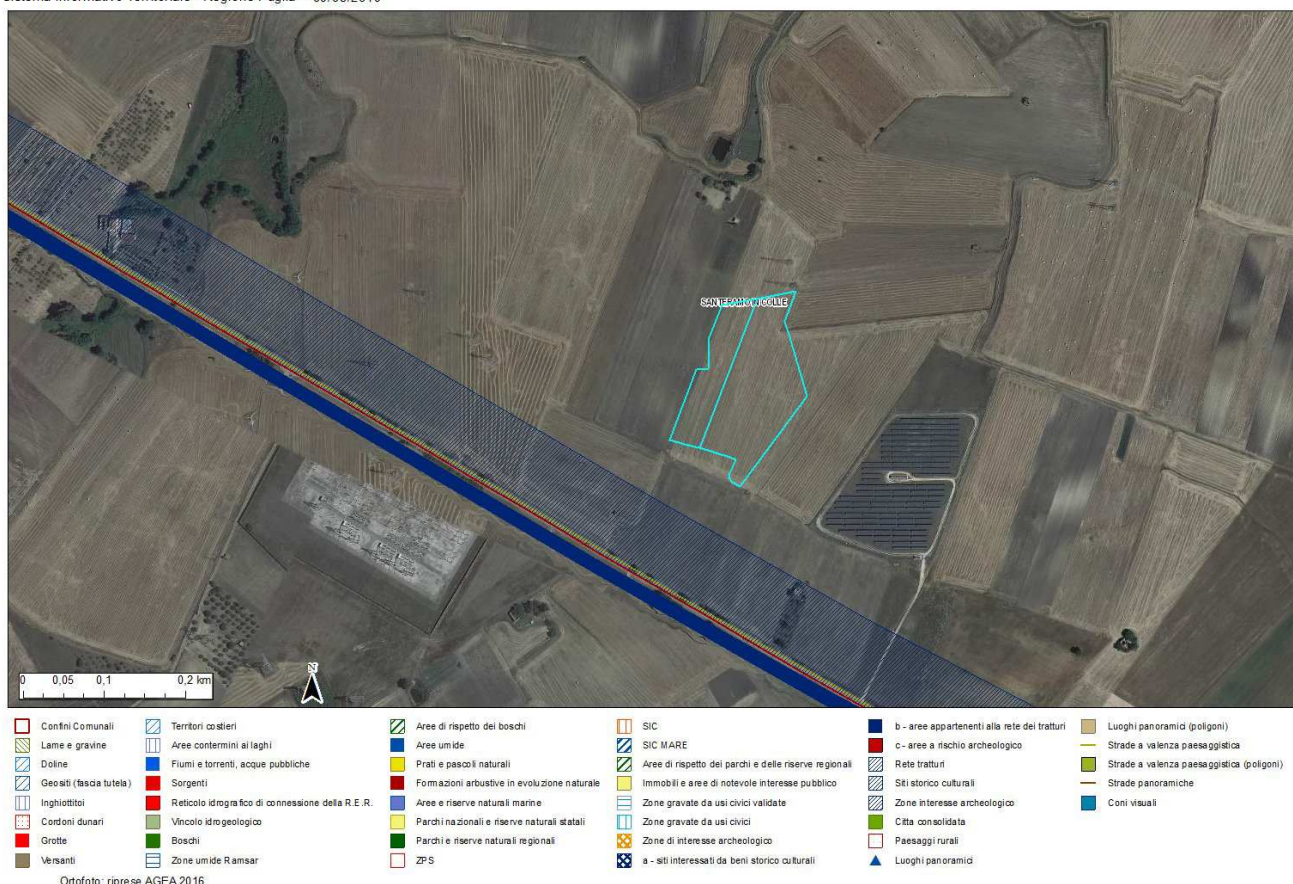 Sistema Informativo Territoriale - Regione Puglia
SANTERAMO IN COLLE
0 0,05 0,1 0,2 km
N
Confini Comunali
Lame e gravine
Doline
Geositi (fascia tutela)
Inghiottitoi
Cordoni dunari
Grotte
Versanti
Territori costieri
Aree contermini ai laghi
Fiumi e torrenti, acque pubbliche
Sorgenti
Reticolo idrografico di connessione della R.E.R.
Vincolo idrogeologico
Boschi
Zone umide Ramsar
Aree di rispetto dei boschi
Aree umide
Prati e pascoli naturali
Formazioni arbustive in evoluzione naturale
Aree e riserve naturali marine
Parchi nazionali e riserve naturali statali
Parchi e riserve naturali regionali
ZPS
SIC
SIC MARE
Aree di rispetto dei parchi e delle riserve regionali
Immobili e aree di notevole interesse pubblico
Zone gravate da usi civici validate
Zone gravate da usi civici
Zone di interesse archeologico
a - siti interessati da beni storico culturali
b - aree appartenenti alla rete dei tratturi
c - aree a rischio archeologico
Rete tratturi
Siti storico culturali
Zone interesse archeologico
Citta consolidata
Paesaggi rurali
Luoghi panoramici
Luoghi panoramici (poligoni)
Strade a valenza paesaggistica
Strade a valenza paesaggistica (poligoni)
Strade panoramiche
Coni visuali
Ortofoto: riprese AGEA 2016